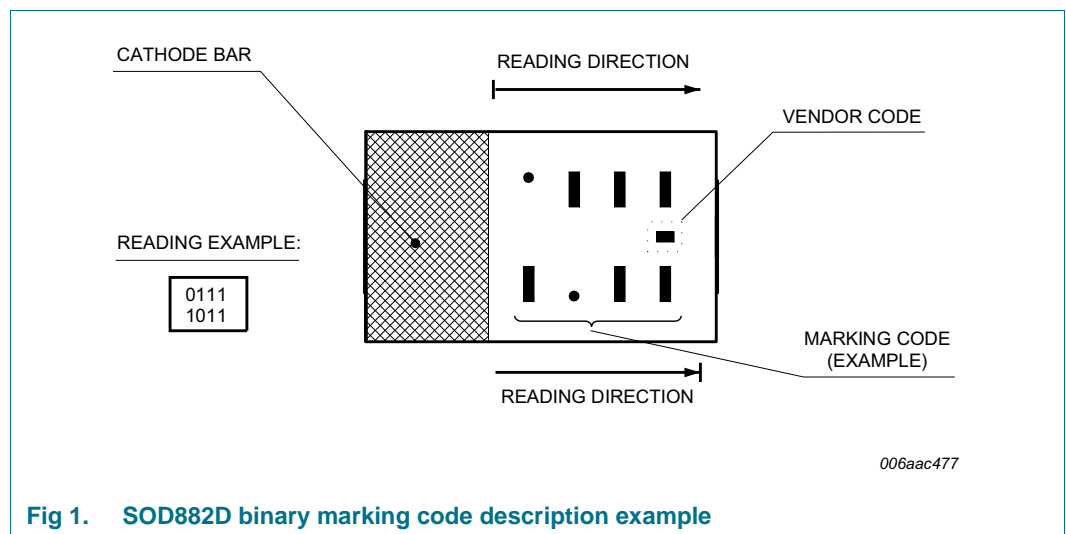 CATHODE BAR
READING DIRECTION
VENDOR CODE
READING EXAMPLE:
0111
1011
MARKING CODE
(EXAMPLE)
READING DIRECTION
006aac477
Fig 1. SOD882D binary marking code description example